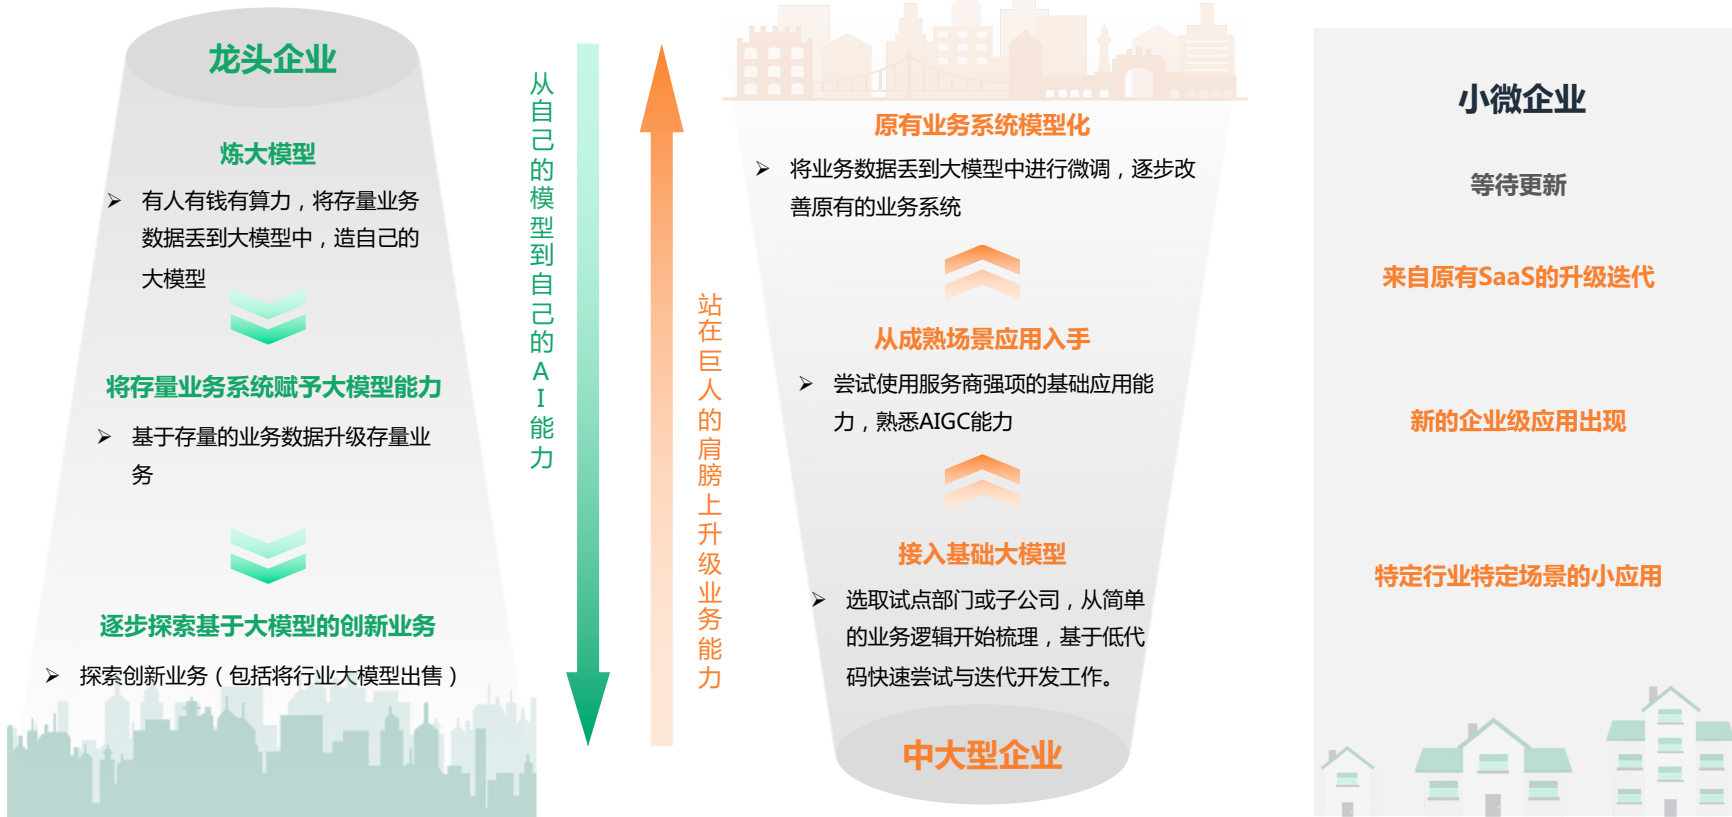 龙头企业
炼大模型
➢ 有人有钱有算力，将存量业务
数据丢到大模型中，造自己的
大模型
将存量业务系统赋予大模型能力
➢ 基于存量的业务数据升级存量业
务
逐步探索基于大模型的创新业务
➢ 探索创新业务（包括将行业大模型出售）
从自己的模型到自己的AI能力
站在巨人的肩膀上升级业务能力
原有业务系统模型化
➢ 将业务数据丢到大模型中进行微调，逐步改
善原有的业务系统
从成熟场景应用入手
➢ 尝试使用服务商强项的基础应用能
力，熟悉AIGC能力
接入基础大模型
➢ 选取试点部门或子公司，从简单
的业务逻辑开始梳理，基于低代
码快速尝试与迭代开发工作。
中大型企业
小微企业
等待更新
来自原有SaaS的升级迭代
新的企业级应用出现
特定行业特定场景的小应用